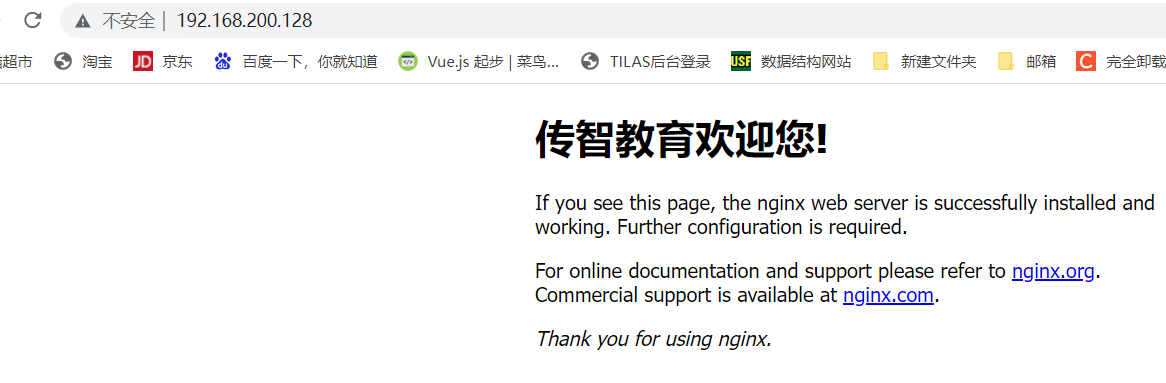 不安全 | 192.168.200.128
超市 淘宝 JD 京东 du 百度一下，你就知道 </> Vue.js 起步 | 菜鸟... TILAS后台登录 USF 数据结构网站 新建文件夹 邮箱 C 完全卸载
传智教育欢迎您!
If you see this page, the nginx web server is successfully installed and
working. Further configuration is required.
For online documentation and support please refer to nginx.org.
Commercial support is available at nginx.com.
Thank you for using nginx.